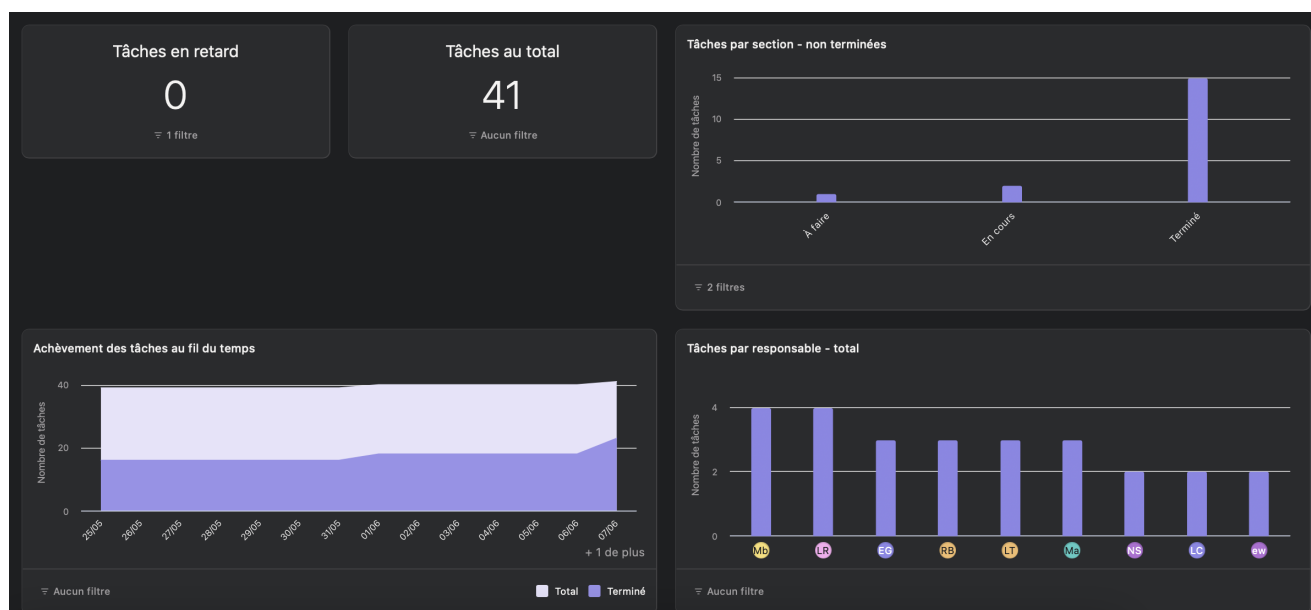 Tâches en retard
0
1 filtre
Tâches au total
41
Aucun filtre
Tâches par section - non terminées
Nombre de tâches
15
10
5
0
À faire
En cours
Terminé
2 filtres
Achèvement des tâches au fil du temps
Nombre de tâches
40
20
0
25/05
26/05
27/05
28/05
29/05
30/05
31/05
01/06
02/06
03/06
04/06
05/06
06/06
07/06
+ 1 de plus
Aucun filtre
Total
Terminé
Tâches par responsable - total
Nombre de tâches
4
2
0
Mb
LR
EG
RB
LT
Ma
NS
LC
ew
Aucun filtre